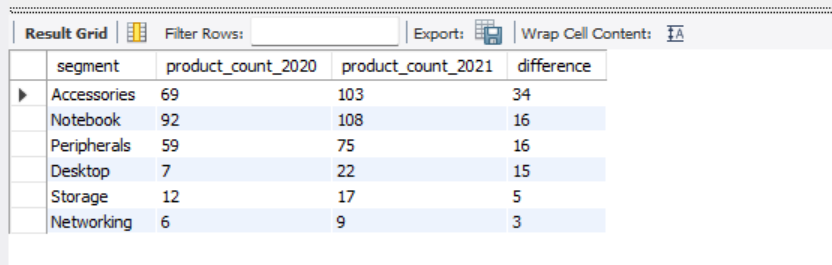 Result Grid Filter Rows: Export: Wrap Cell Content: IA
segment product_count_2020 product_count_2021 difference
Accessories 69 103 34
Notebook 92 108 16
Peripherals 59 75 16
Desktop 7 22 15
Storage 12 17 5
Networking 6 9 3